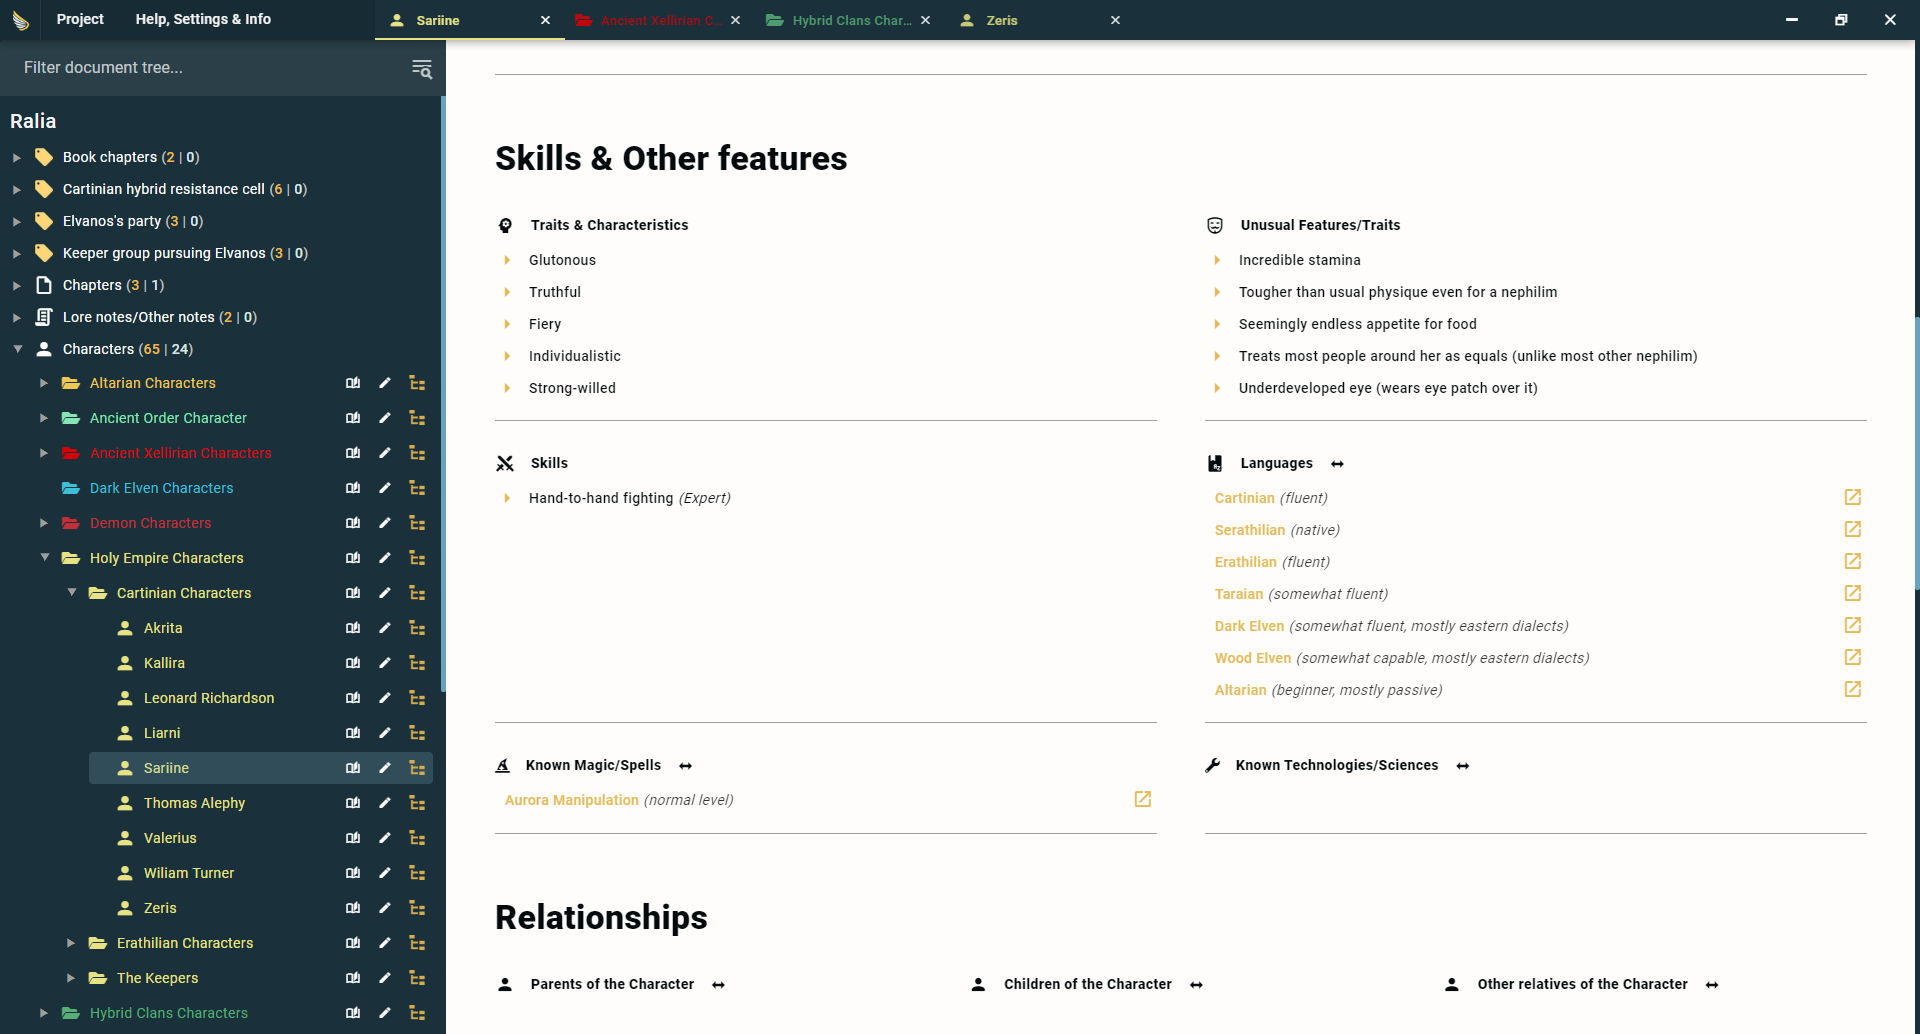 Project
Help, Settings & Info
Sariine
Ancient Xellirian C...
Hybrid Clans Char...
Zeris
Filter document tree...
Ralia
Book chapters (2 | 0)
Cartinian hybrid resistance cell (6 | 0)
Elvanos's party (3 | 0)
Keeper group pursuing Elvanos (3 | 0)
Chapters (3 | 1)
Lore notes/Other notes (2 | 0)
Characters (65 | 24)
Altarian Characters
Ancient Order Character
Ancient Xellirian Characters
Dark Elven Characters
Demon Characters
Holy Empire Characters
Cartinian Characters
Akrita
Kallira
Leonard Richardson
Liarni
Sariine
Thomas Alephy
Valerius
Wiliam Turner
Zeris
Erathilian Characters
The Keepers
Hybrid Clans Characters
Skills & Other features
Traits & Characteristics
Glutonous
Truthful
Fiery
Individualistic
Strong-willed
Unusual Features/Traits
Incredible stamina
Tougher than usual physique even for a nephilim
Seemingly endless appetite for food
Treats most people around her as equals (unlike most other nephilim)
Underdeveloped eye (wears eye patch over it)
Skills
Hand-to-hand fighting (Expert)
Languages
Cartinian (fluent)
Serathilian (native)
Erathilian (fluent)
Taraian (somewhat fluent)
Dark Elven (somewhat fluent, mostly eastern dialects)
Wood Elven (somewhat capable, mostly eastern dialects)
Altarian (beginner, mostly passive)
Known Magic/Spells
Aurora Manipulation (normal level)
Known Technologies/Sciences
Relationships
Parents of the Character
Children of the Character
Other relatives of the Character